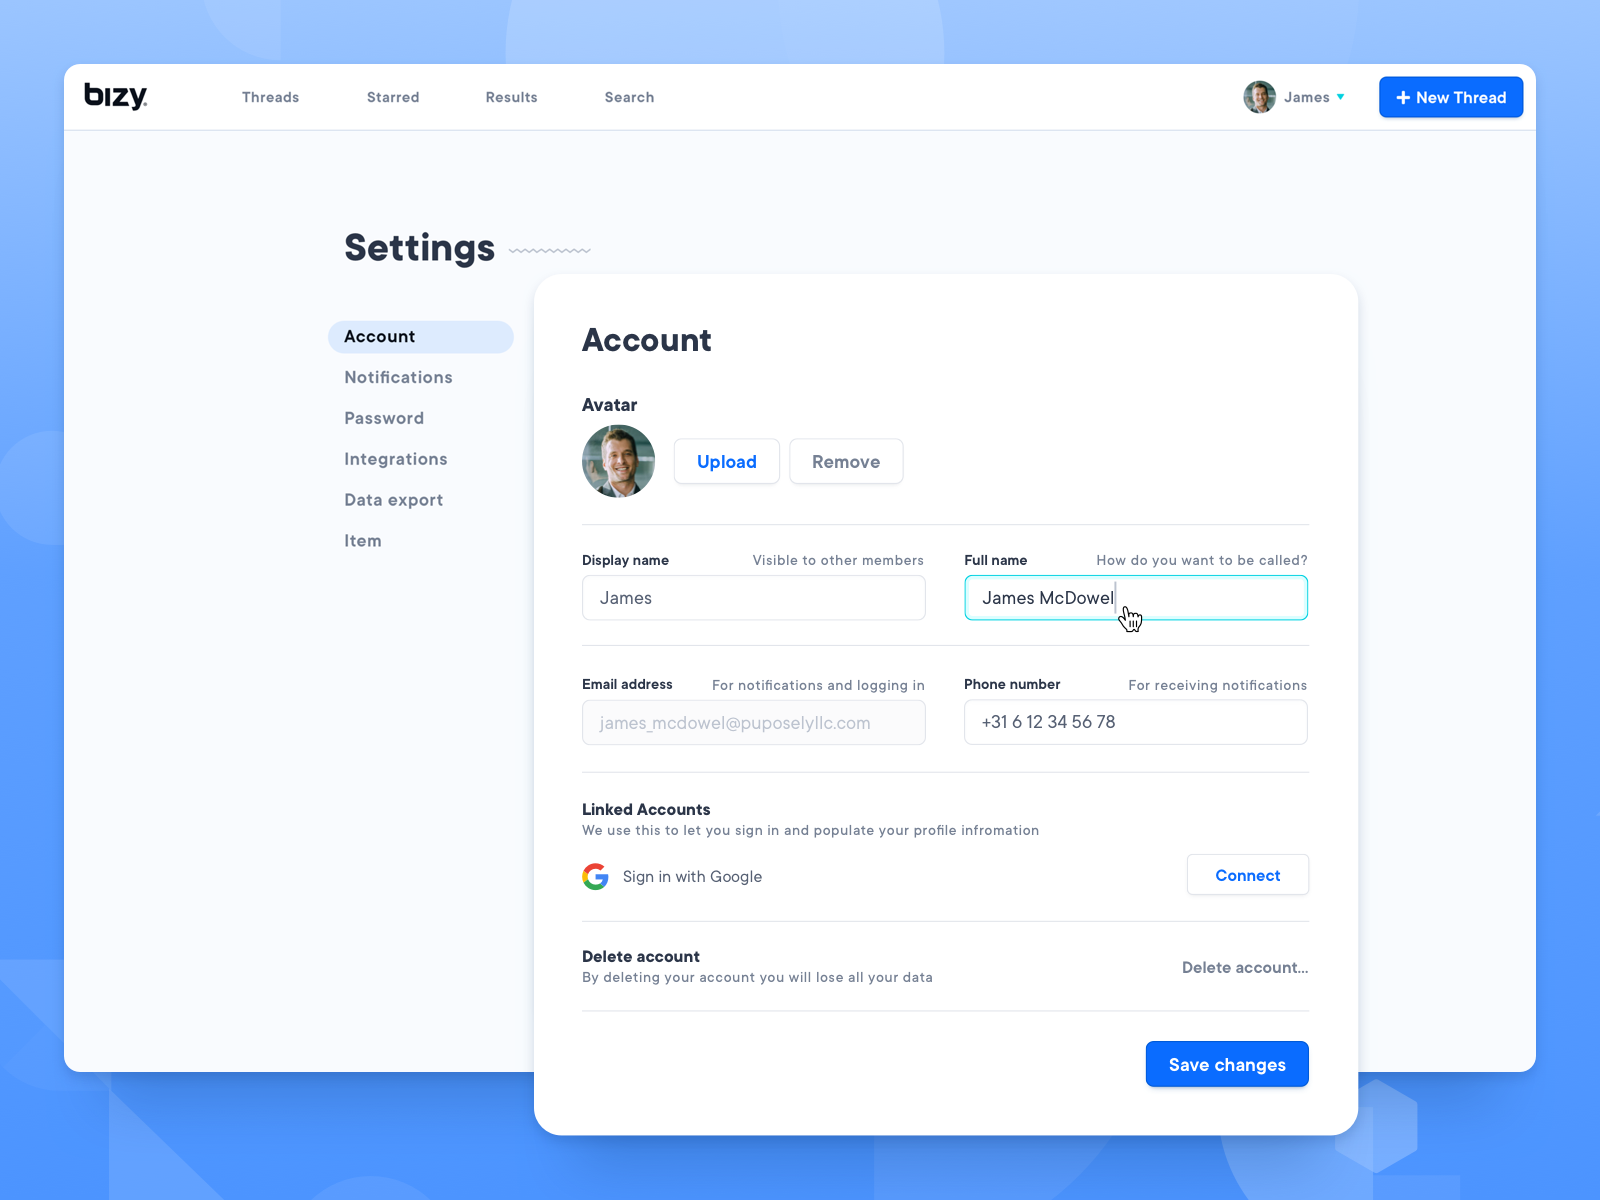 bizy.
Threads Starred Results Search James + New Thread
Settings
Account
Notifications
Password
Integrations
Data export
Item
Account
Avatar
Upload Remove
Display name Visible to other members
James
Full name How do you want to be called?
James McDowel
Email address For notifications and logging in
james_mcdowel@puposelyllc.com
Phone number For receiving notifications
+31 6 12 34 56 78
Linked Accounts
We use this to let you sign in and populate your profile infromation
Sign in with Google Connect
Delete account
By deleting your account you will lose all your data
Delete account...
Save changes